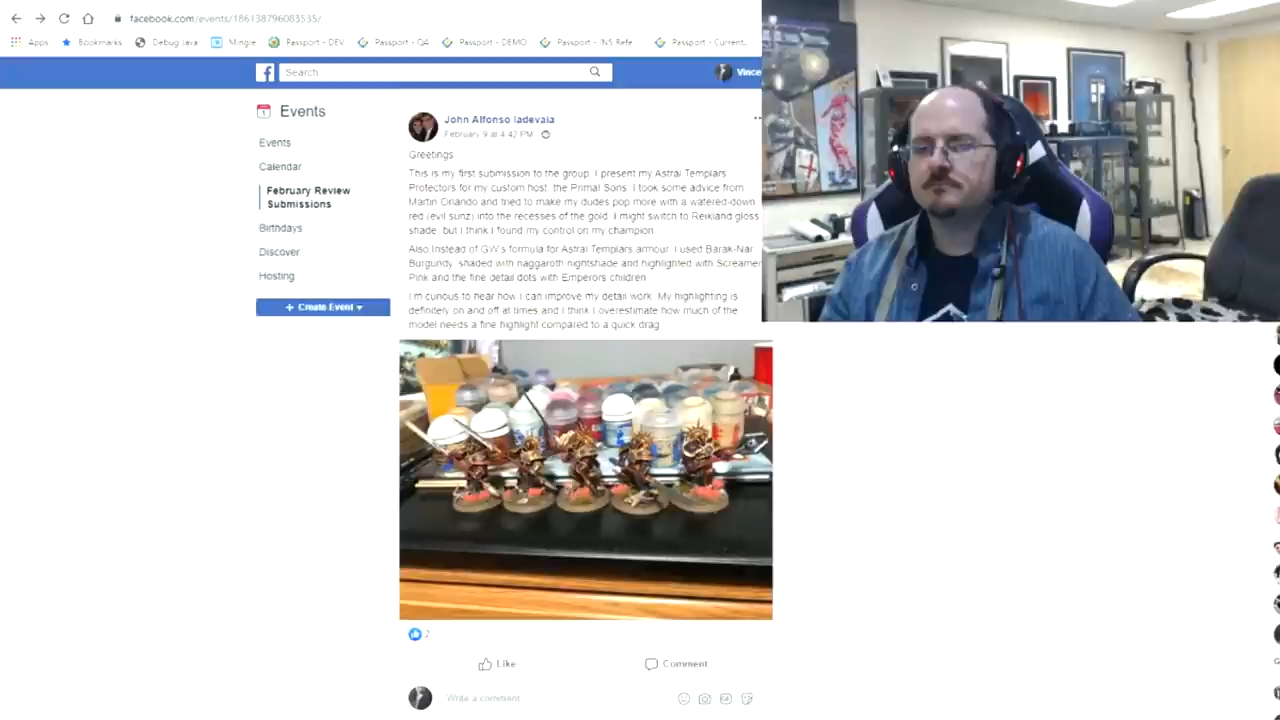 facebook.com/events/186138796083535/
Apps Bookmarks Debug Java Mingle Passport - DEV Passport - QA Passport - DEMO Passport - INS Refe... Passport - Current...
Search
Vince
Events
Events
Calendar
February Review
Submissions
Birthdays
Discover
Hosting
+ Create Event
John Alfonso Iadevaia
February 9 at 4:42 PM
Greetings
This is my first submission to the group. I present my Astral Templars
Protectors for my custom host, the Primal Sons. I took some advice from
Martin Orlando and tried to make my dudes pop more with a watered-down
red (evil sunz) into the recesses of the gold. I might switch to Reikland gloss
shade, but I think I found my control on my champion.
Also, Instead of GW's formula for Astral Templars armour, I used Barak-Nar
Burgundy, shaded with naggaroth nightshade and highlighted with Screamer
Pink and the fine detail dots with Emperors children.
I'm curious to hear how I can improve my detail work. My highlighting is
definitely on and off at times and I think I overestimate how much of the
model needs a fine highlight compared to a quick drag.
2
Like Comment
Write a comment